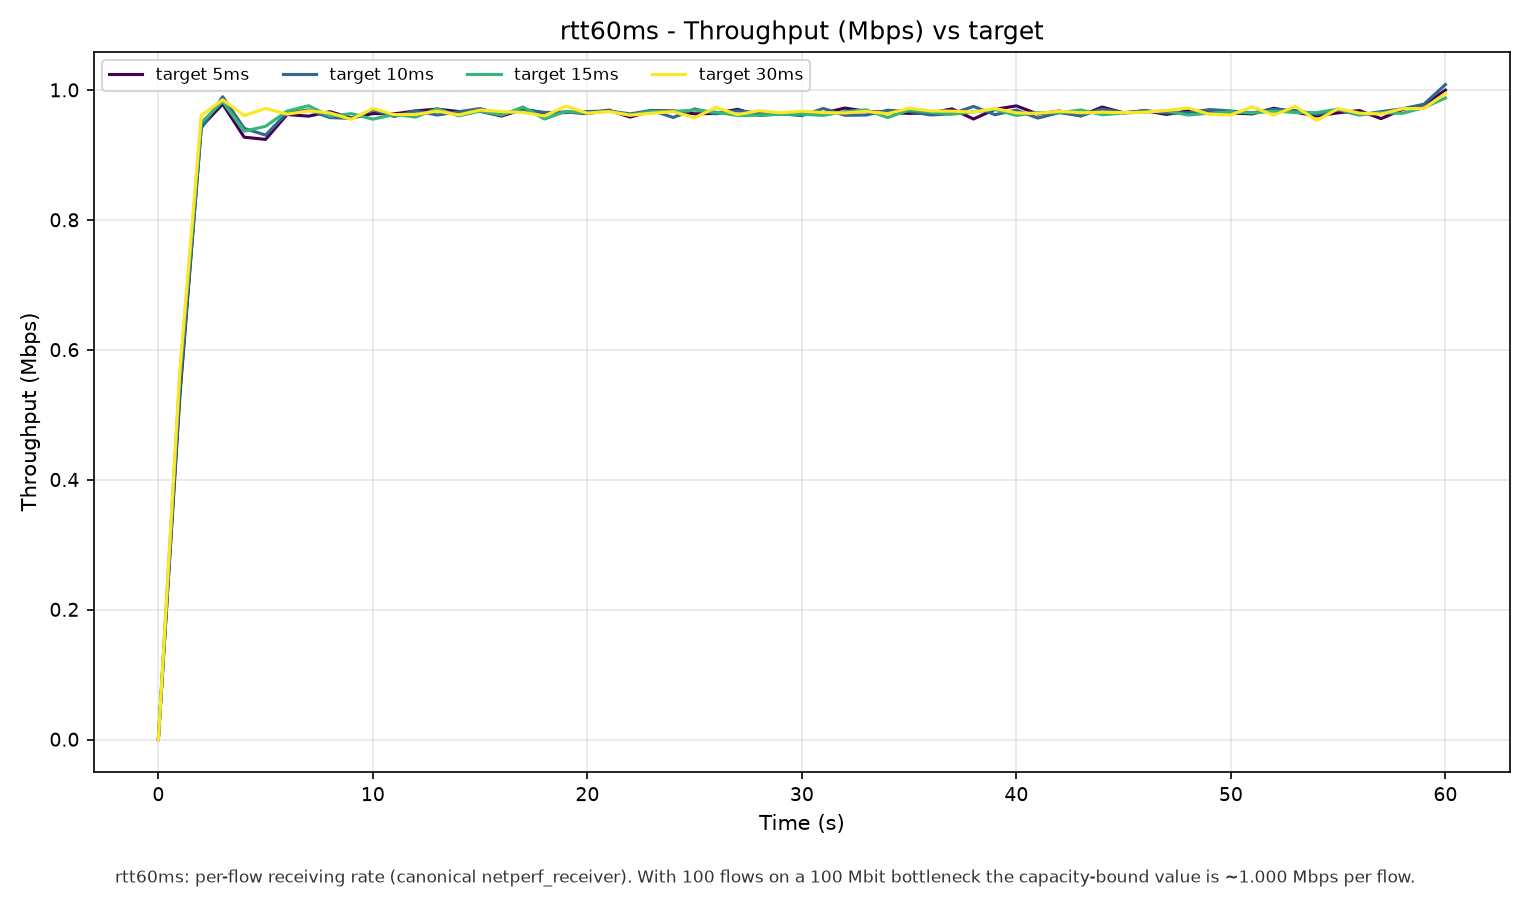 rtt60ms - Throughput (Mbps) vs target
target 5ms target 10ms target 15ms target 30ms
1.0
0.8
0.6
0.4
0.2
0.0
Throughput (Mbps)
0 10 20 30 40 50 60
Time (s)
rtt60ms: per-flow receiving rate (canonical netperf_receiver). With 100 flows on a 100 Mbit bottleneck the capacity-bound value is ~1.000 Mbps per flow.